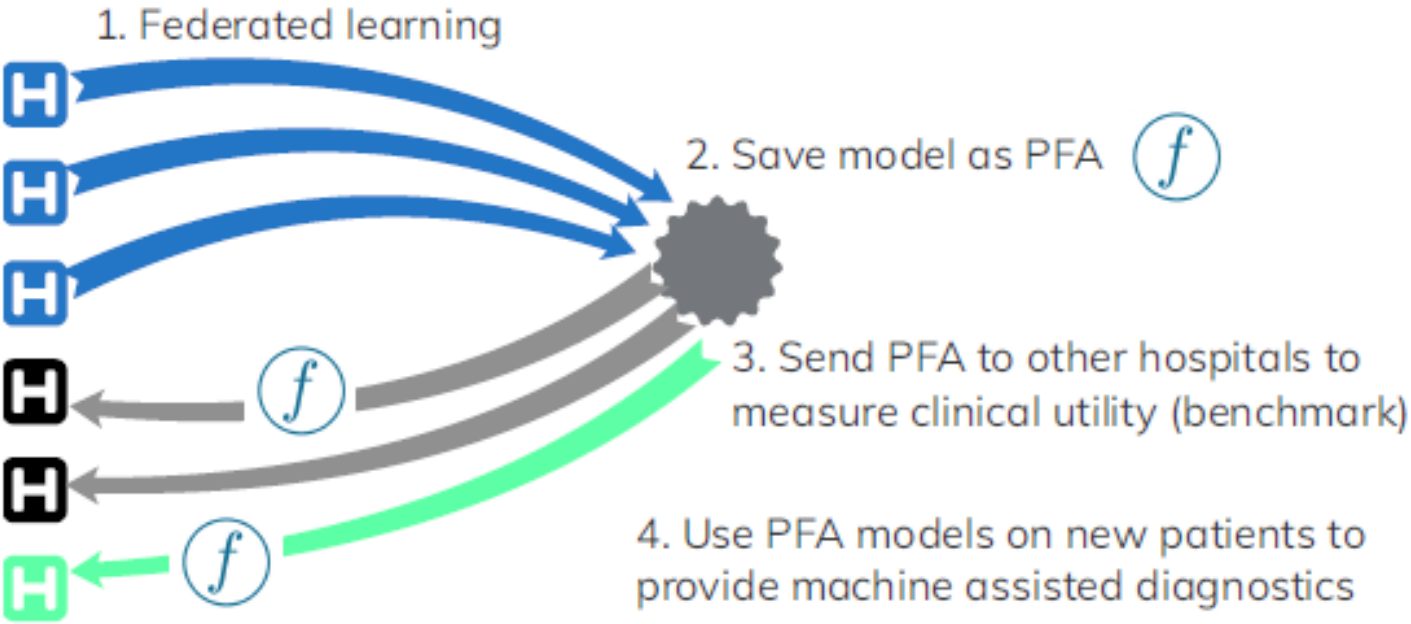 1. Federated learning
H
H
2. Save model as PFA f
H
H f
3. Send PFA to other hospitals to
measure clinical utility (benchmark)
H
H f
4. Use PFA models on new patients to
provide machine assisted diagnostics